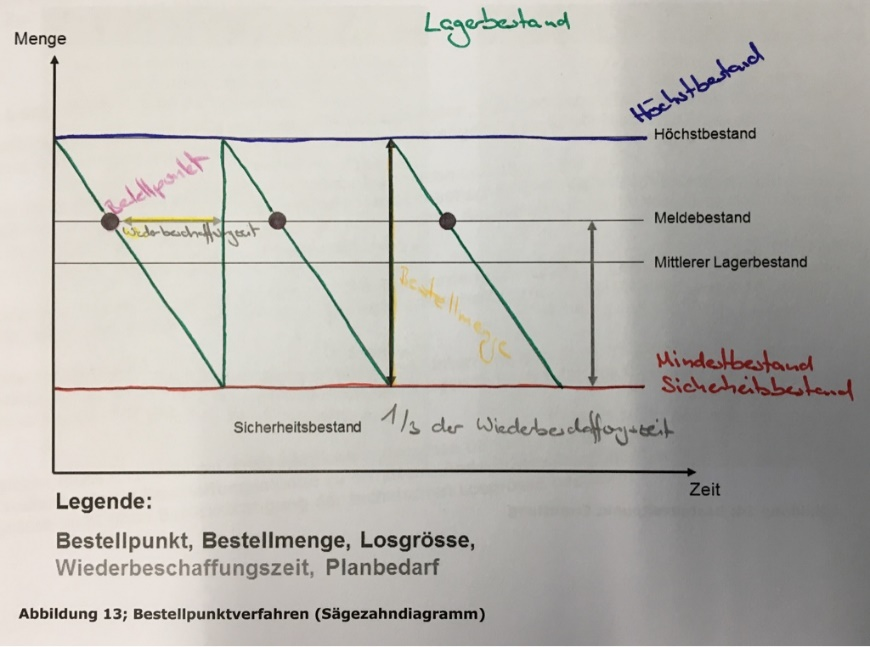 Lagerbestand
Menge
Höchstbestand
Höchstbestand
Bestellpunkt
Meldebestand
Wiederbeschaffungszeit
Mittlerer Lagerbestand
Bestellmenge
Mindestbestand
Sicherheitsbestand
Sicherheitsbestand 1/3 der Wiederbeschaffungszeit
Zeit
Legende:
Bestellpunkt, Bestellmenge, Losgrösse,
Wiederbeschaffungszeit, Planbedarf
Abbildung 13; Bestellpunktverfahren (Sägezahndiagramm)